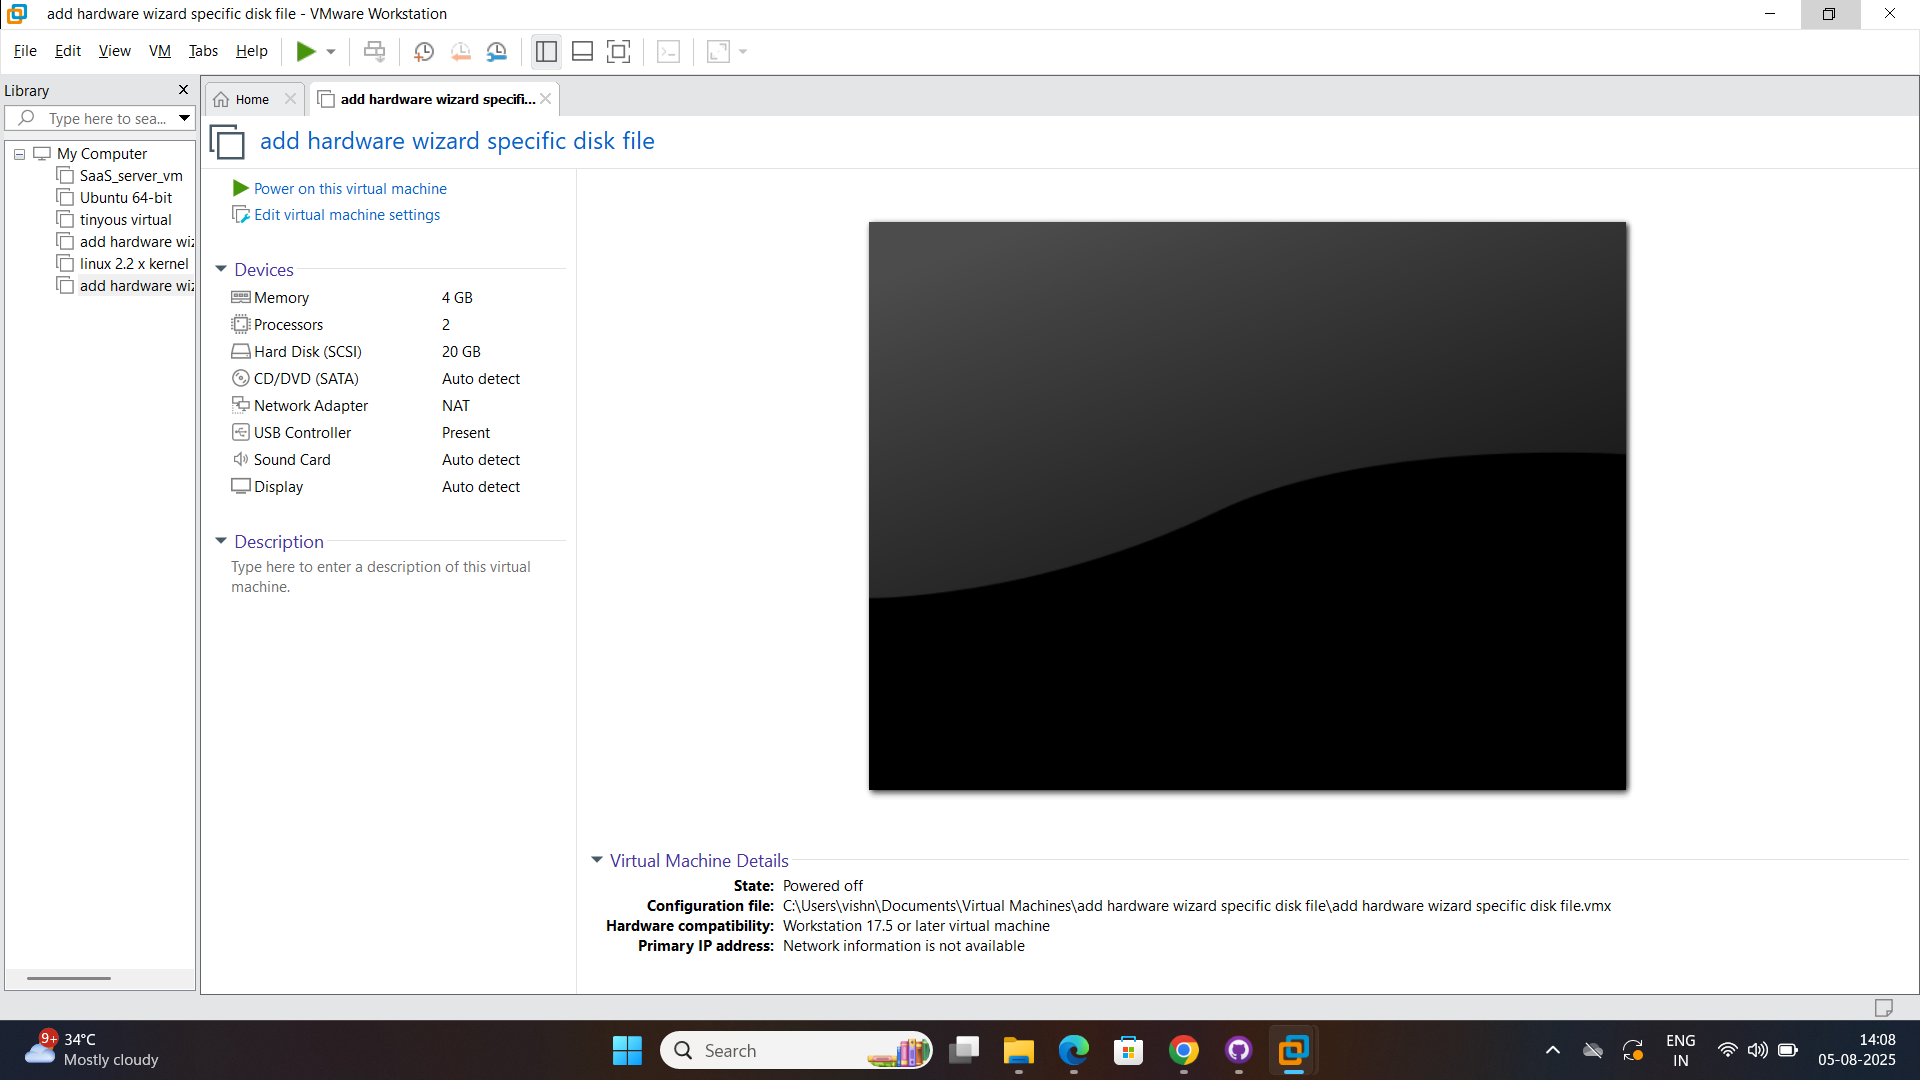 add hardware wizard specific disk file - VMware Workstation
File Edit View VM Tabs Help
Library
Type here to sea...
My Computer
SaaS_server_vm
Ubuntu 64-bit
tinyous virtual
add hardware wiz
linux 2.2 x kernel
add hardware wiz
Home
add hardware wizard specifi...
add hardware wizard specific disk file
Power on this virtual machine
Edit virtual machine settings
Devices
Memory 4 GB
Processors 2
Hard Disk (SCSI) 20 GB
CD/DVD (SATA) Auto detect
Network Adapter NAT
USB Controller Present
Sound Card Auto detect
Display Auto detect
Description
Type here to enter a description of this virtual
machine.
Virtual Machine Details
State: Powered off
Configuration file: C:\Users\vishn\Documents\Virtual Machines\add hardware wizard specific disk file\add hardware wizard specific disk file.vmx
Hardware compatibility: Workstation 17.5 or later virtual machine
Primary IP address: Network information is not available
9+
34°C
Mostly cloudy
Search
ENG
IN
14:08
05-08-2025